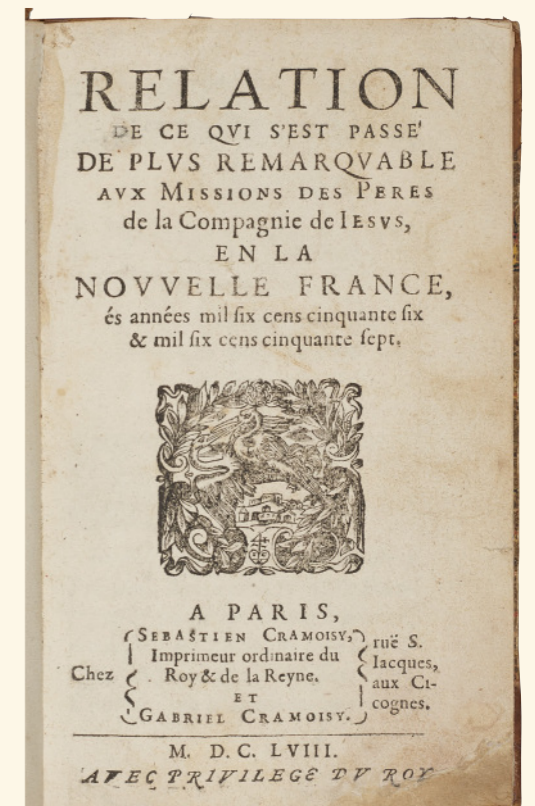 RELATION
DE CE QVI S'EST PASSE'
DE PLVS REMARQVABLE
AVX MISSIONS DES PERES
de la Compagnie de IESVS,
EN LA
NOVVELLE FRANCE,
és années mil ſix cens cinquante ſix
& mil ſix cens cinquante ſept.
A PARIS,
Chez
SEBASTIEN CRAMOISY,
Imprimeur ordinaire du
Roy & de la Reyne.
ET
GABRIEL CRAMOISY.
ruë S.
Iacques,
aux Ci-
cognes.
M. D. C. LVIII.
AVEC PRIVILEGE DV ROY